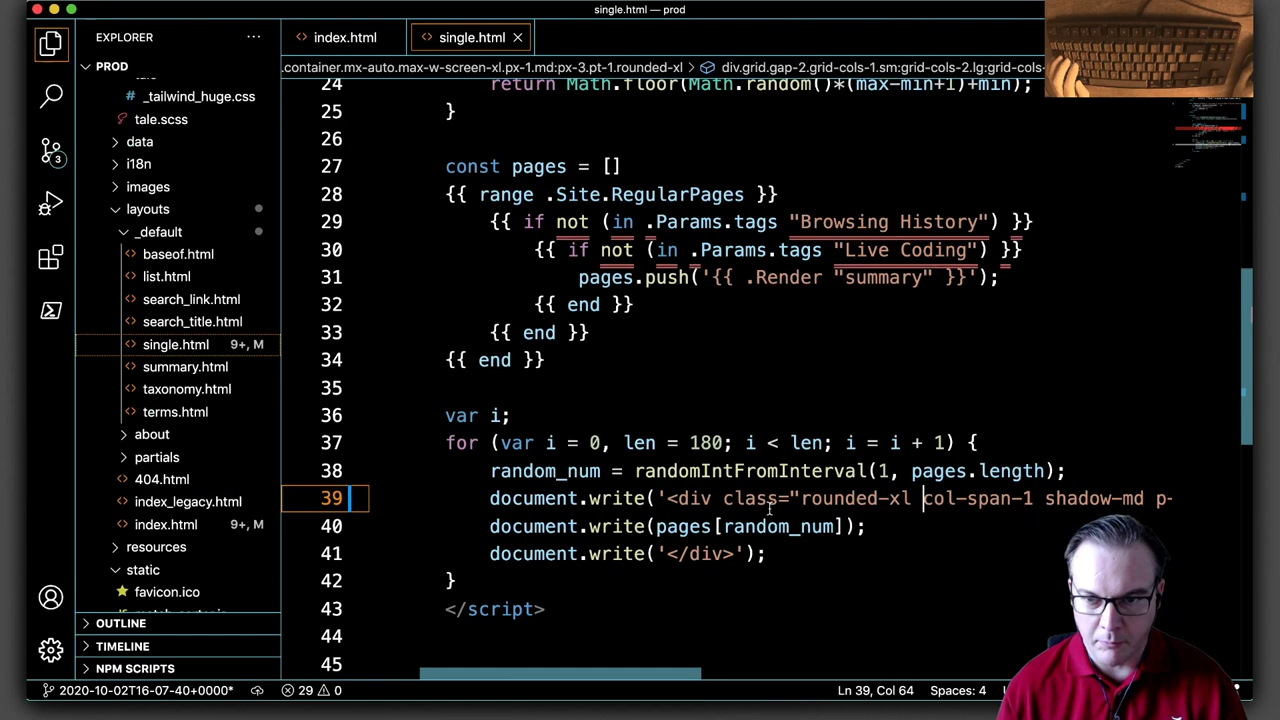 single.html — prod
EXPLORER
···
index.html
single.html
PROD
.container.mx-auto.max-w-screen-xl.px-1.md:px-3.pt-1.rounded-xl > div.grid.gap-2.grid-cols-1.sm:grid-cols-2.lg:grid-cols-
_tailwind_huge.css
tale.scss
data
i18n
images
layouts
_default
baseof.html
list.html
search_link.html
search_title.html
single.html 9+, M
summary.html
taxonomy.html
terms.html
about
partials
404.html
index_legacy.html
index.html 9+, M
resources
static
favicon.ico
OUTLINE
TIMELINE
NPM SCRIPTS
3
24 return Math.floor(Math.random()*(max-min+1)+min);
25 }
26
27 const pages = []
28 {{ range .Site.RegularPages }}
29 {{ if not (in .Params.tags "Browsing History") }}
30 {{ if not (in .Params.tags "Live Coding") }}
31 pages.push('{{ .Render "summary" }}');
32 {{ end }}
33 {{ end }}
34 {{ end }}
35
36 var i;
37 for (var i = 0, len = 180; i < len; i = i + 1) {
38 random_num = randomIntFromInterval(1, pages.length);
39 document.write('<div class="rounded-xl col-span-1 shadow-md p-
40 document.write(pages[random_num]);
41 document.write('</div>');
42 }
43 </script>
44
45
2020-10-02T16-07-40+0000* 29 0 Ln 39, Col 64 Spaces: 4